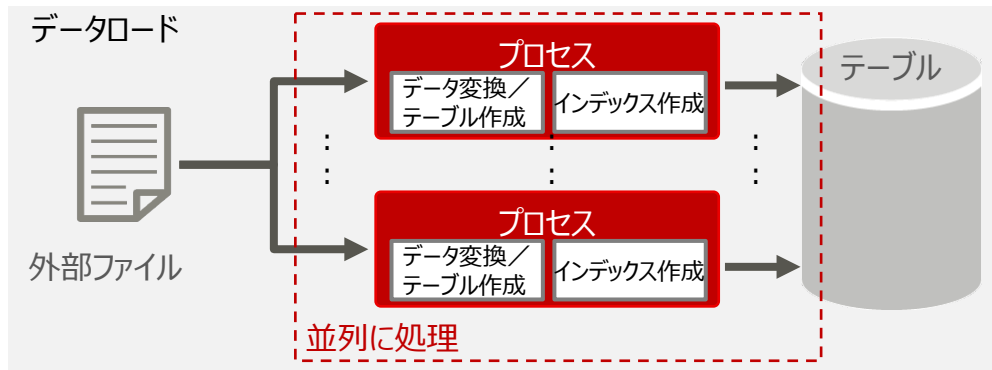 データロード
プロセス
データ変換／
テーブル作成
インデックス作成
テーブル
：
：
：
：
：
：
外部ファイル
プロセス
データ変換／
テーブル作成
インデックス作成
並列に処理